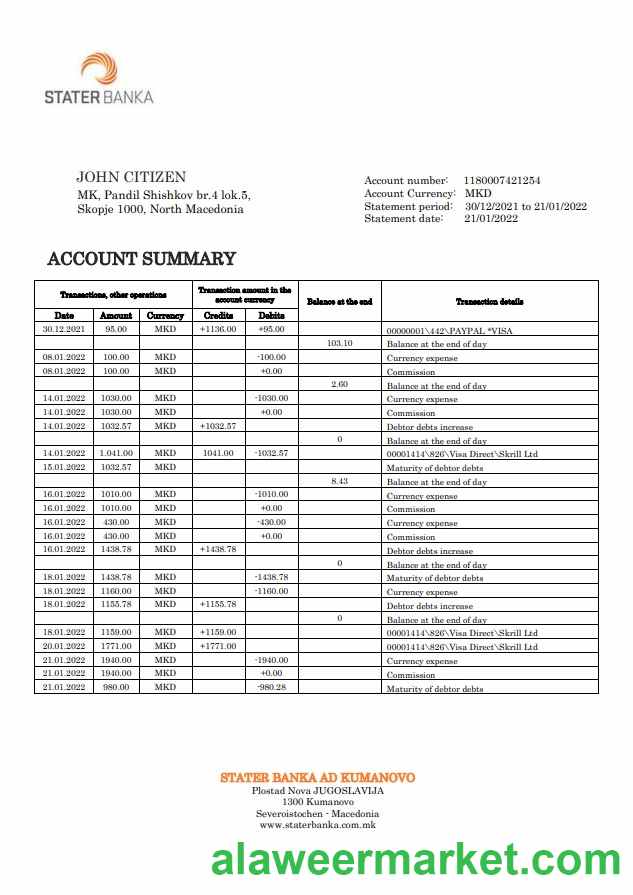 STATER BANKA
JOHN CITIZEN
MK, Pandil Shishkov br.4 lok.5,
Skopje 1000, North Macedonia
Account number: 1180007421254
Account Currency: MKD
Statement period: 30/12/2021 to 21/01/2022
Statement date: 21/01/2022
ACCOUNT SUMMARY
Transactions, other operations
Transaction amount in the account currency
Balance at the end
Transaction details
Date Amount Currency Credits Debits
30.12.2021 95.00 MKD +1136.00 +95.00 00000001\442\PAYPAL *VISA
103.10 Balance at the end of day
08.01.2022 100.00 MKD -100.00 Currency expense
08.01.2022 100.00 MKD +0.00 Commission
2.60 Balance at the end of day
14.01.2022 1030.00 MKD -1030.00 Currency expense
14.01.2022 1030.00 MKD +0.00 Commission
14.01.2022 1032.57 MKD +1032.57 Debtor debts increase
0 Balance at the end of day
14.01.2022 1.041.00 MKD 1041.00 -1032.57 00001414\826\Visa Direct\Skrill Ltd
15.01.2022 1032.57 MKD Maturity of debtor debts
8.43 Balance at the end of day
16.01.2022 1010.00 MKD -1010.00 Currency expense
16.01.2022 1010.00 MKD +0.00 Commission
16.01.2022 430.00 MKD -430.00 Currency expense
16.01.2022 430.00 MKD +0.00 Commission
16.01.2022 1438.78 MKD +1438.78 Debtor debts increase
0 Balance at the end of day
18.01.2022 1438.78 MKD -1438.78 Maturity of debtor debts
18.01.2022 1160.00 MKD -1160.00 Currency expense
18.01.2022 1155.78 MKD +1155.78 Debtor debts increase
0 Balance at the end of day
18.01.2022 1159.00 MKD +1159.00 00001414\826\Visa Direct\Skrill Ltd
20.01.2022 1771.00 MKD +1771.00 00001414\826\Visa Direct\Skrill Ltd
21.01.2022 1940.00 MKD -1940.00 Currency expense
21.01.2022 1940.00 MKD +0.00 Commission
21.01.2022 980.00 MKD -980.28 Maturity of debtor debts
STATER BANKA AD KUMANOVO
Plostad Nova JUGOSLAVIJA
1300 Kumanovo
Severoistochen - Macedonia
www.staterbanka.com.mk
alaweermarket.com